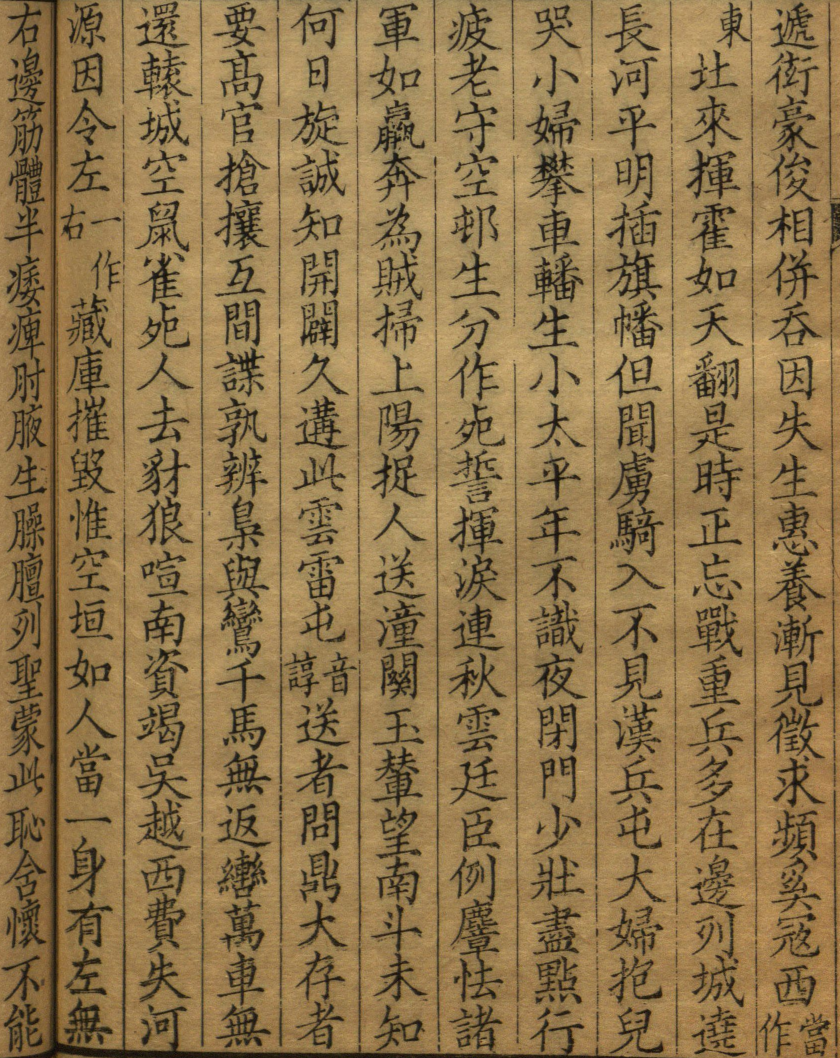 遞衒豪俊相併吞因失生惠養漸見徵求頻奚冦西當作
東北來揮霍如天翻是時正忘戰重兵多在邊列城遶
長河平明插旗幡但聞虜騎入不見漢兵屯大婦抱兒
哭小婦攀車轓生小太平年不識夜閉門少壯盡點行
疲老守空邨生分作死誓揮淚連秋雲廷臣例麞怯諸
軍如羸奔為賊掃上陽捉人送潼關玉輦望南斗未知
何日旋誠知開闢久遘此雲雷屯音諄送者問鼎大存者
要高官搶攘互間諜孰辨梟與鸞千馬無返轡萬車無
還轅城空鼠雀死人去豺狼喧南資竭吳越西費失河
源因令左一作右藏庫摧毀惟空垣如人當一身有左無
右邊筋體半痿痺肘腋生臊膻列聖蒙此恥含懷不能